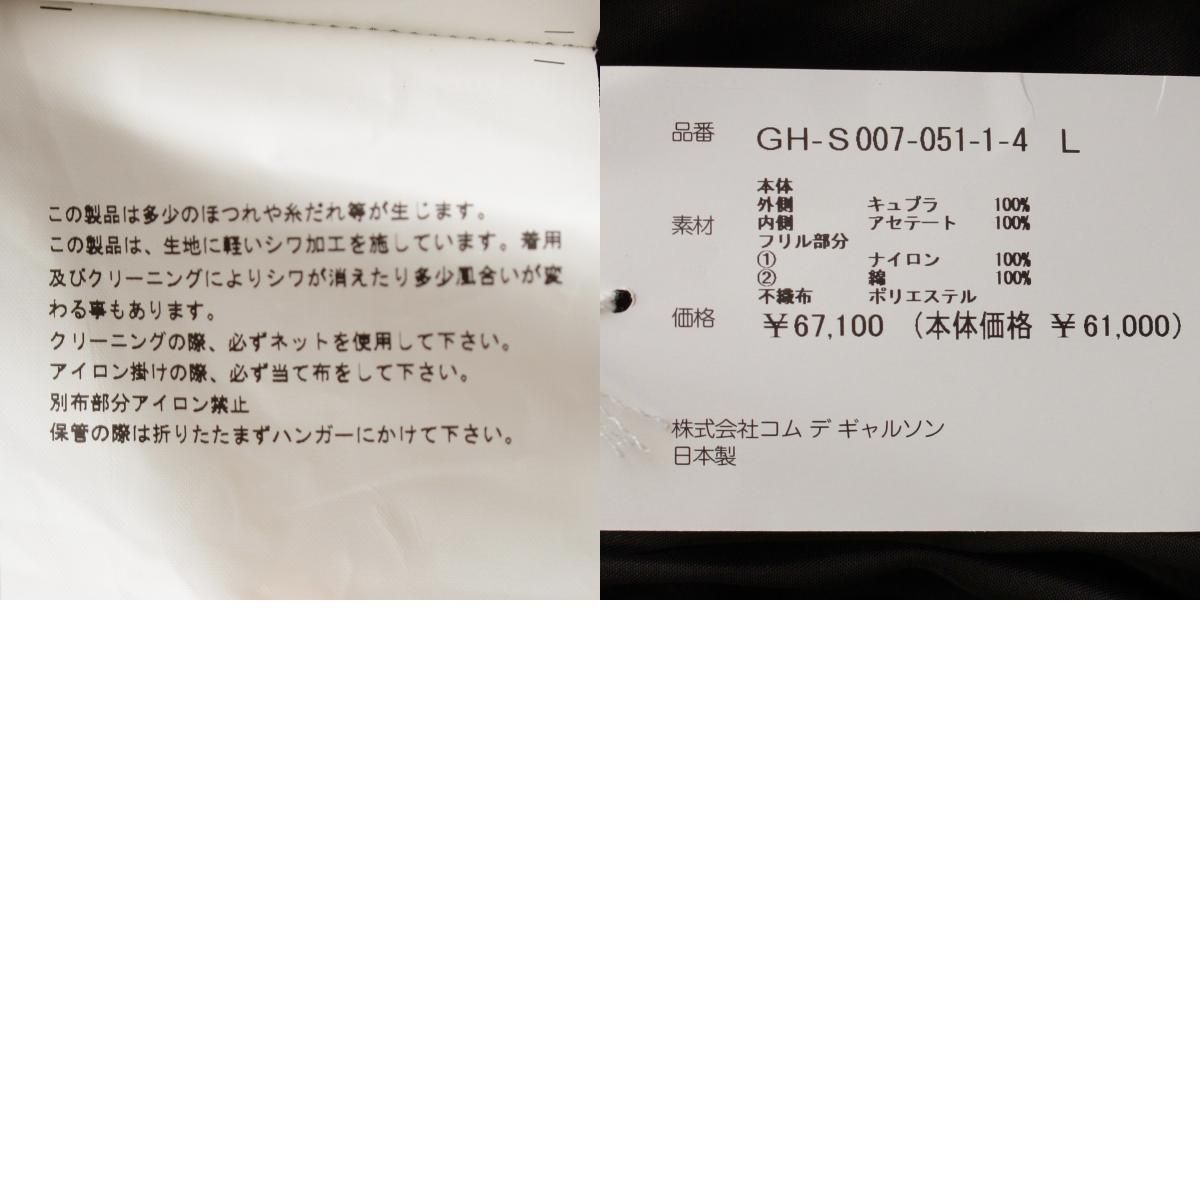 この製品は多少のほつれや糸だれ等が生じます。
この製品は、生地に軽いシワ加工を施しています。着用
及びクリーニングによりシワが消えたり多少風合いが変
わる事もあります。
クリーニングの際、必ずネットを使用して下さい。
アイロン掛けの際、必ず当て布をして下さい。
別布部分アイロン禁止
保管の際は折りたたまずハンガーにかけて下さい。
品番 GH-S007-051-1-4 L
素材
本体
外側 キュプラ 100%
内側 アセテート 100%
フリル部分
① ナイロン 100%
② 綿 100%
不織布 ポリエステル
価格 ¥67,100 (本体価格 ¥61,000)
株式会社コム デ ギャルソン
日本製